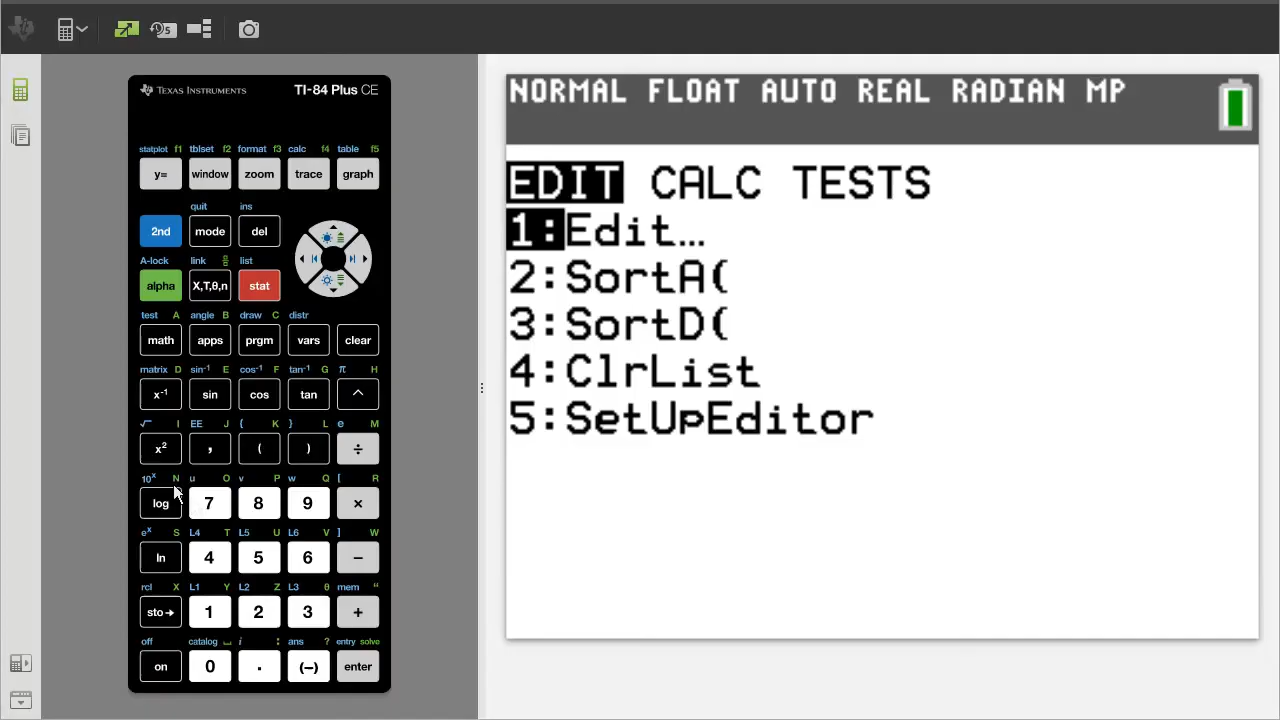 TEXAS INSTRUMENTS TI-84 Plus CE
statplot f1 tblset f2 format f3 calc f4 table f5
y= window zoom trace graph
quit ins
2nd mode del
A-lock link list
alpha X,T,θ,n stat
test A angle B draw C distr
math apps prgm vars clear
matrix D sin⁻¹ E cos⁻¹ F tan⁻¹ G π H
x⁻¹ sin cos tan ^
√ I EE J { K } L e M
x² , ( ) ÷
10ˣ N u O v P w Q [ R
log 7 8 9 ×
eˣ S L4 T L5 U L6 V ] W
ln 4 5 6 −
rcl X L1 Y L2 Z L3 θ mem "
sto→ 1 2 3 +
off catalog ⎵ i : ans ? entry solve
on 0 . (−) enter
NORMAL FLOAT AUTO REAL RADIAN MP
EDIT CALC TESTS
1:Edit…
2:SortA(
3:SortD(
4:ClrList
5:SetUpEditor